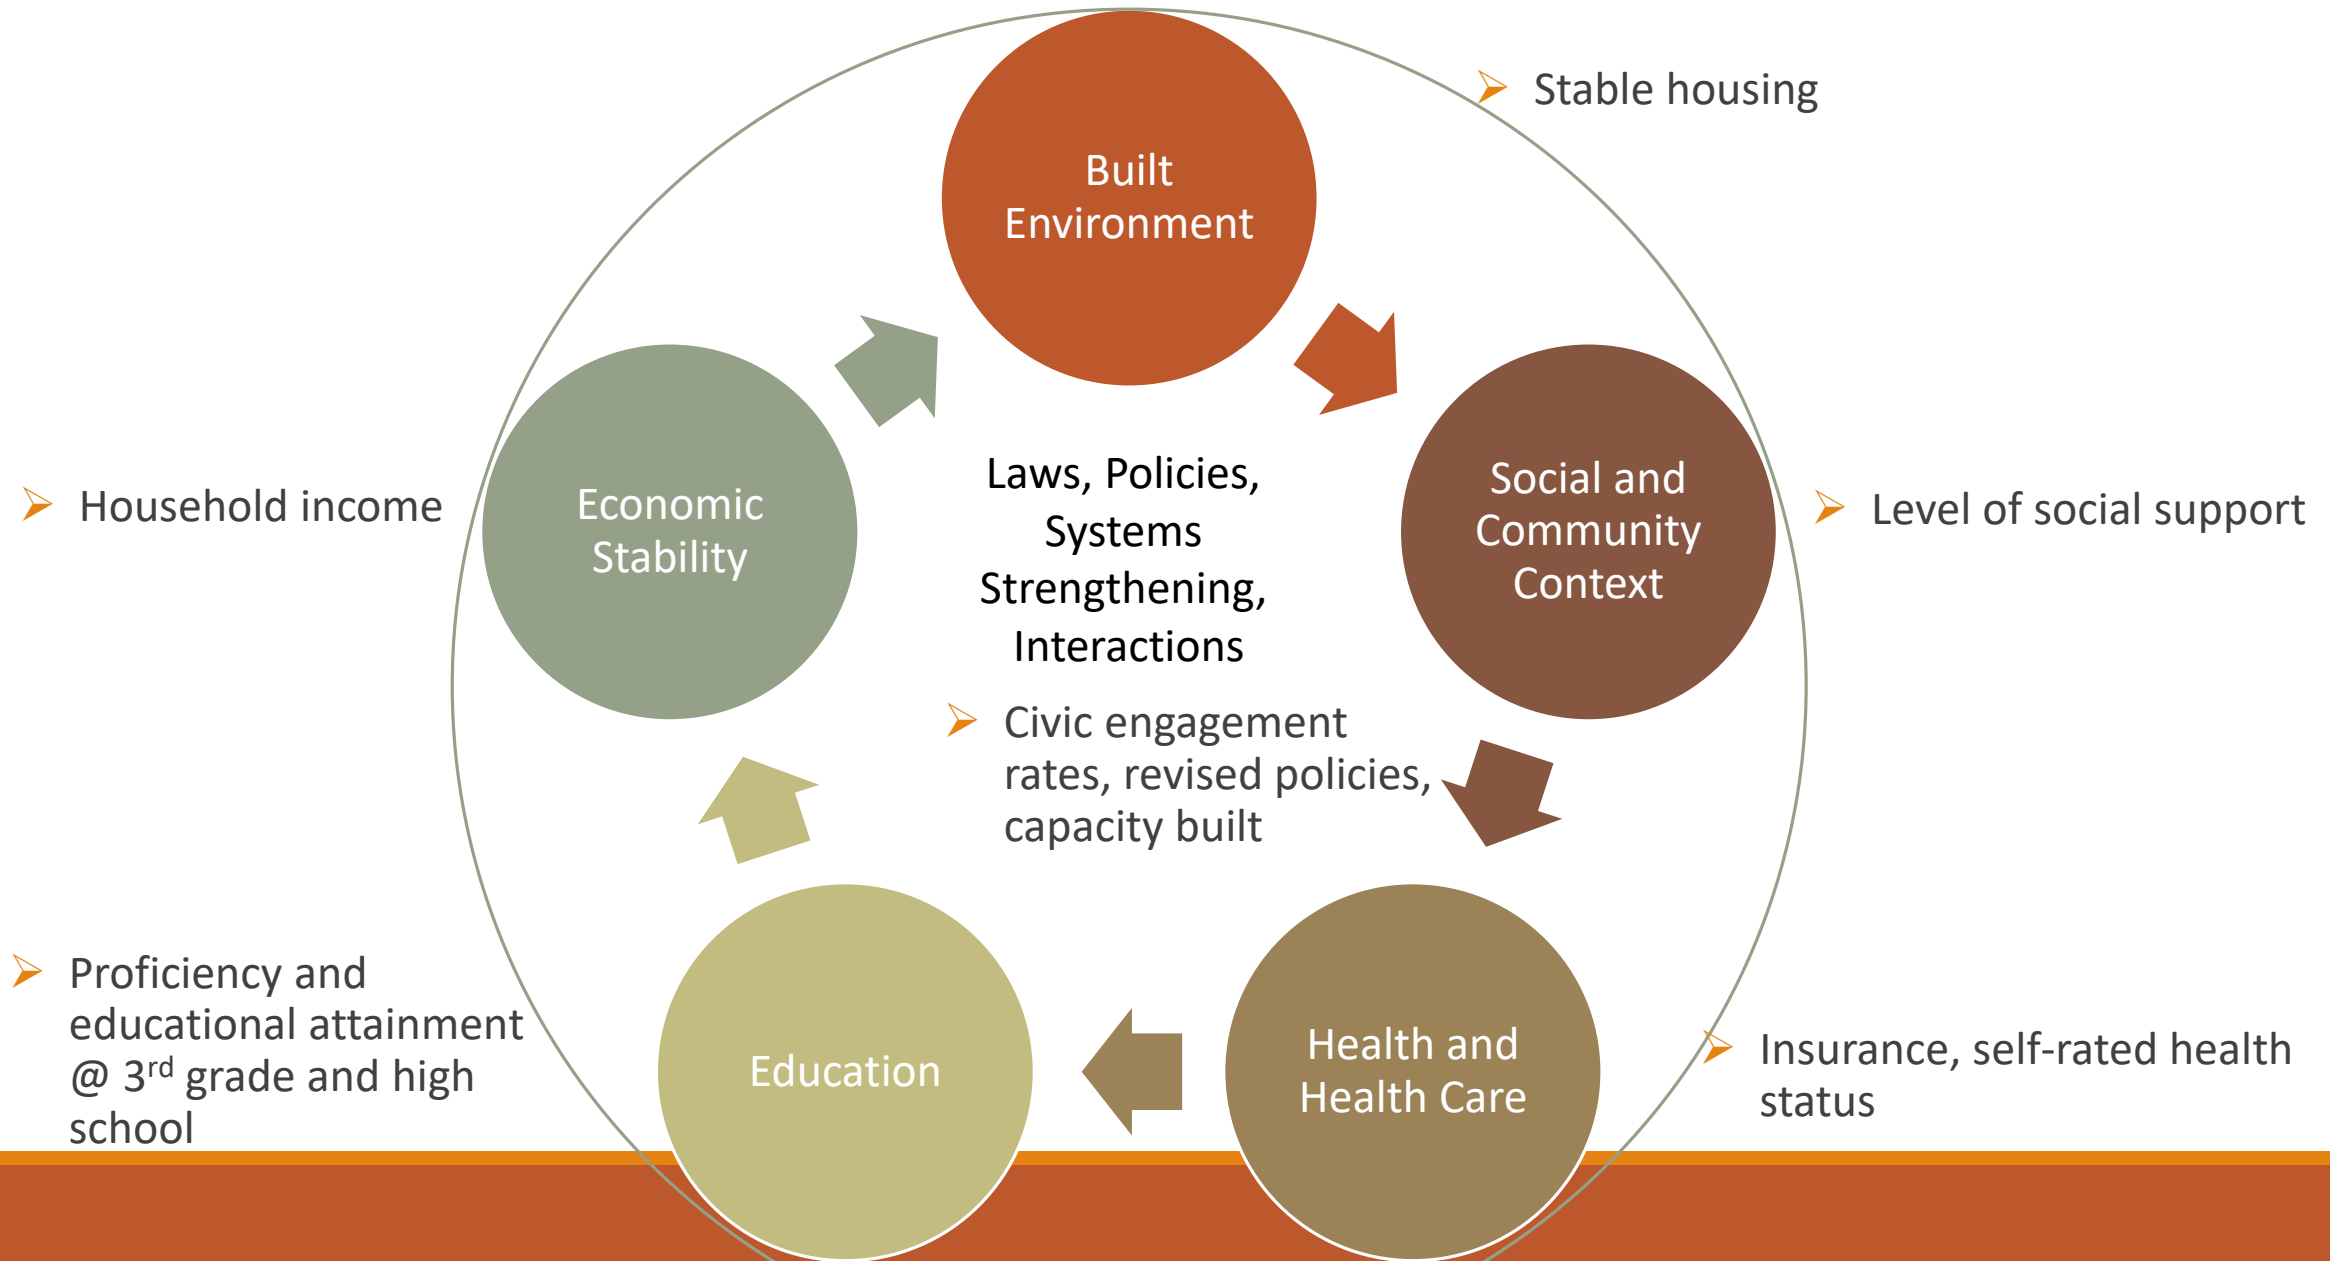 Stable housing
Built
Environment
Household income
Economic
Stability
Laws, Policies,
Systems
Strengthening,
Interactions
Social and
Community
Context
Level of social support
Civic engagement
rates, revised policies,
capacity built
Proficiency and
educational attainment
@ 3rd grade and high
school
Education
Health and
Health Care
Insurance, self-rated health
status